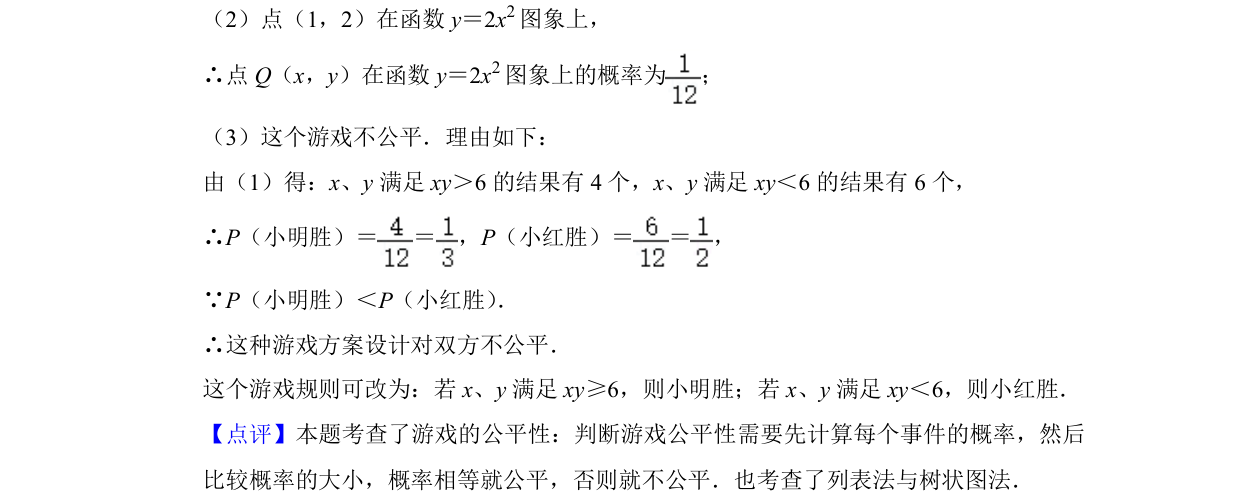 （2）点（1，2）在函数 y＝2x²图象上，
∴点 Q（x，y）在函数 y＝2x²图象上的概率为1/12；
（3）这个游戏不公平．理由如下：
由（1）得：x、y 满足 xy＞6 的结果有 4 个，x、y 满足 xy＜6 的结果有 6 个，
∴P（小明胜）＝4/12＝1/3，P（小红胜）＝6/12＝1/2，
∵P（小明胜）＜P（小红胜）．
∴这种游戏方案设计对双方不公平．
这个游戏规则可改为：若 x、y 满足 xy≥6，则小明胜；若 x、y 满足 xy＜6，则小红胜．
【点评】本题考查了游戏的公平性：判断游戏公平性需要先计算每个事件的概率，然后
比较概率的大小，概率相等就公平，否则就不公平．也考查了列表法与树状图法．